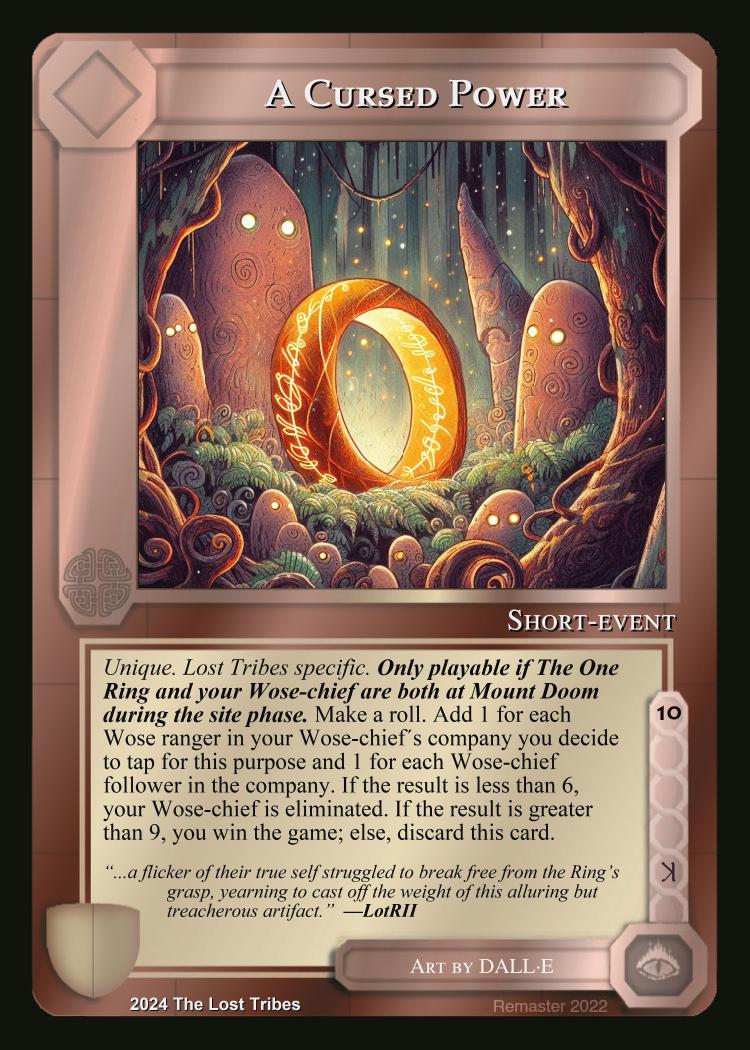 A Cursed Power
Short-event
Unique. Lost Tribes specific. Only playable if The One
Ring and your Wose-chief are both at Mount Doom
during the site phase. Make a roll. Add 1 for each
Wose ranger in your Wose-chief´s company you decide
to tap for this purpose and 1 for each Wose-chief
follower in the company. If the result is less than 6,
your Wose-chief is eliminated. If the result is greater
than 9, you win the game; else, discard this card.
10
“...a flicker of their true self struggled to break free from the Ring’s
grasp, yearning to cast off the weight of this alluring but
treacherous artifact.” —LotRII
Art by DALL·E
2024 The Lost Tribes
Remaster 2022